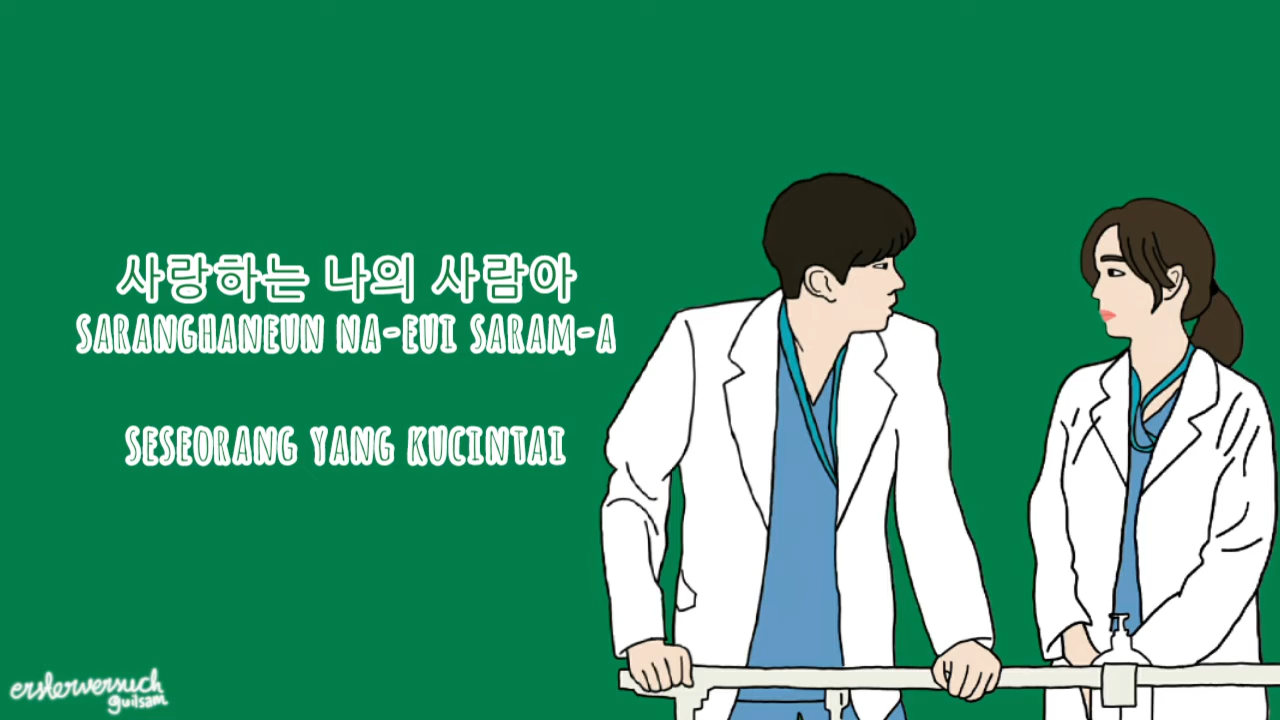 사랑하는 나의 사람아
SARANGHANEUN NA-EUI SARAM-A
SESEORANG YANG KUCINTAI
ersterversuch
guilsam